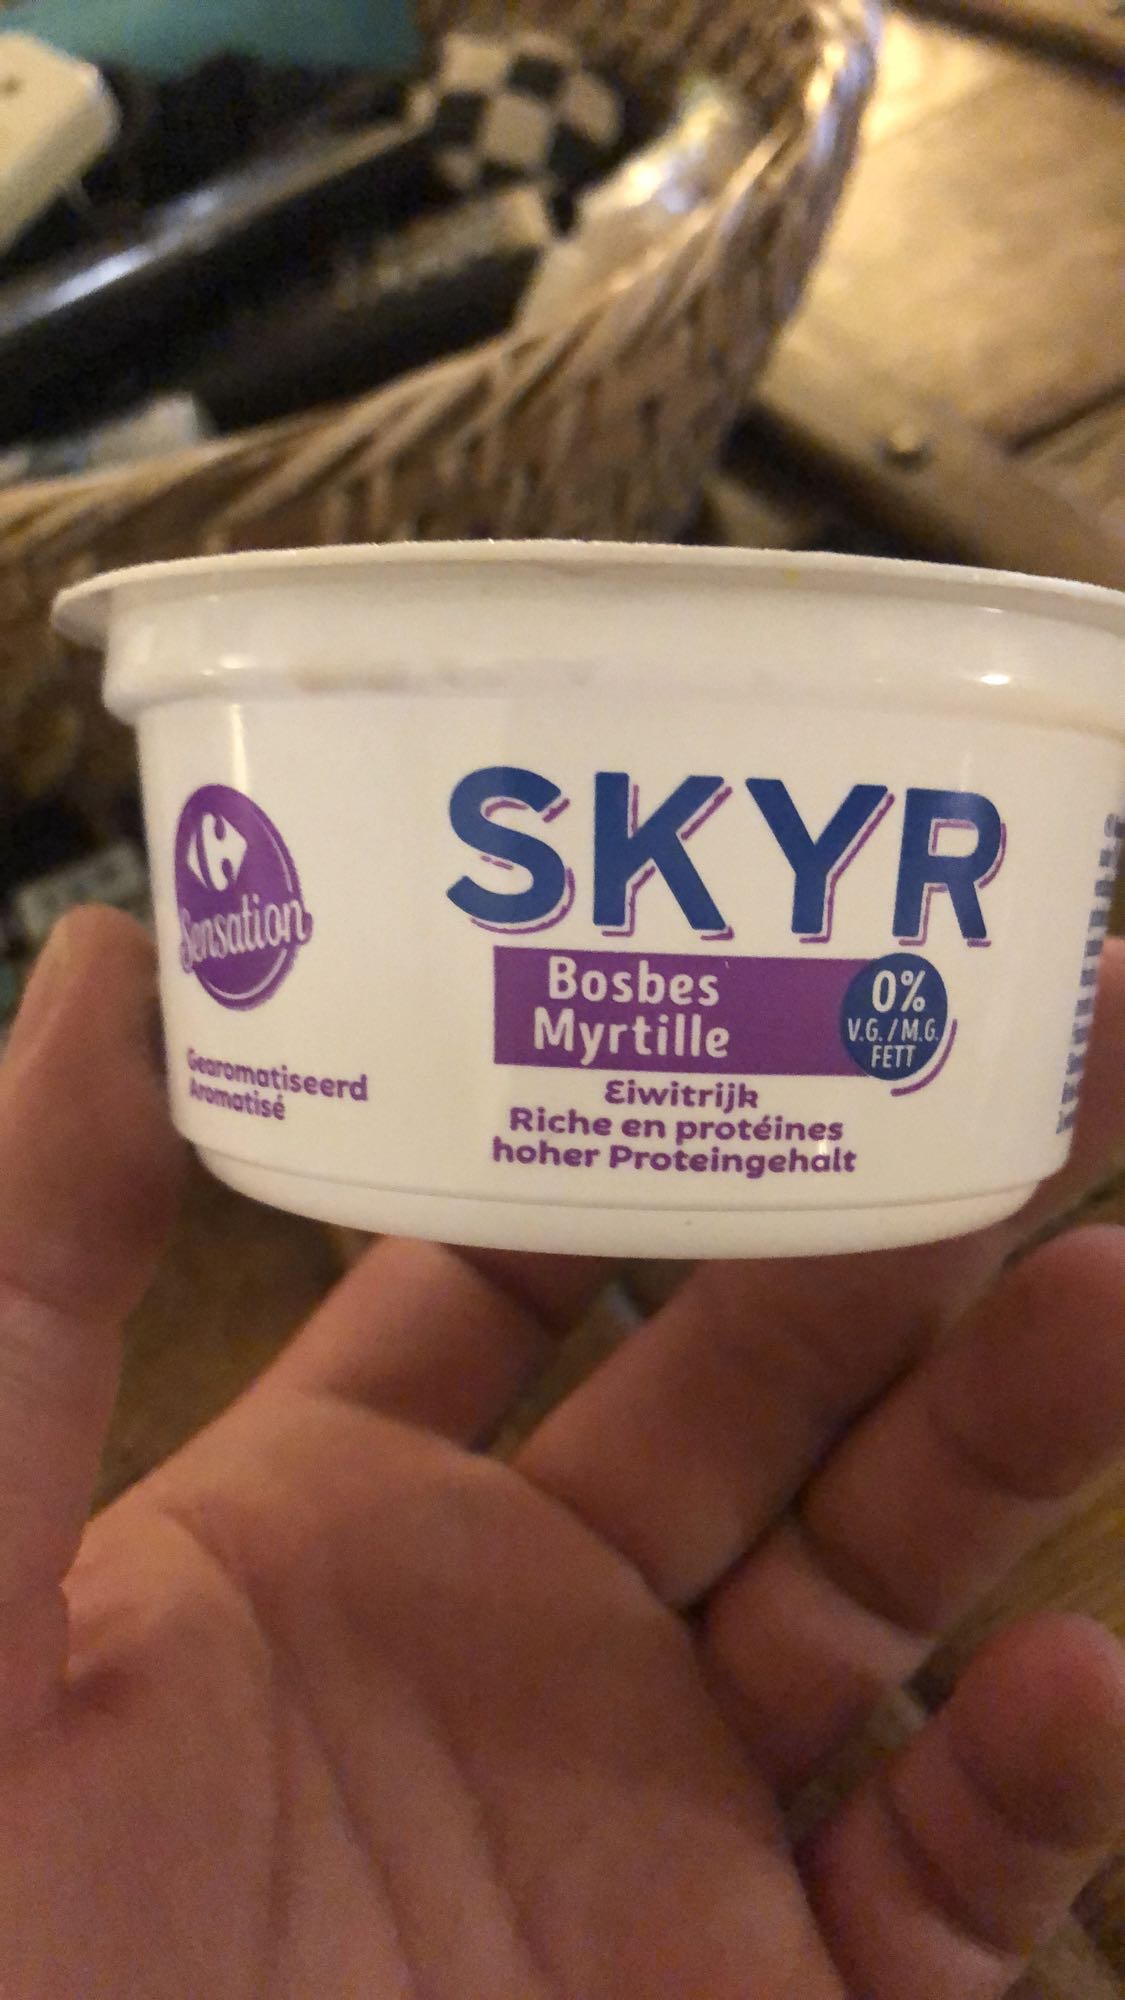 Sensation
Gearomatiseerd
Aromatisé
SKYR
Bosbes
Myrtille
0%
V.G. / M.G.
FETT
Eiwitrijk
Riche en protéines
hoher Proteingehalt